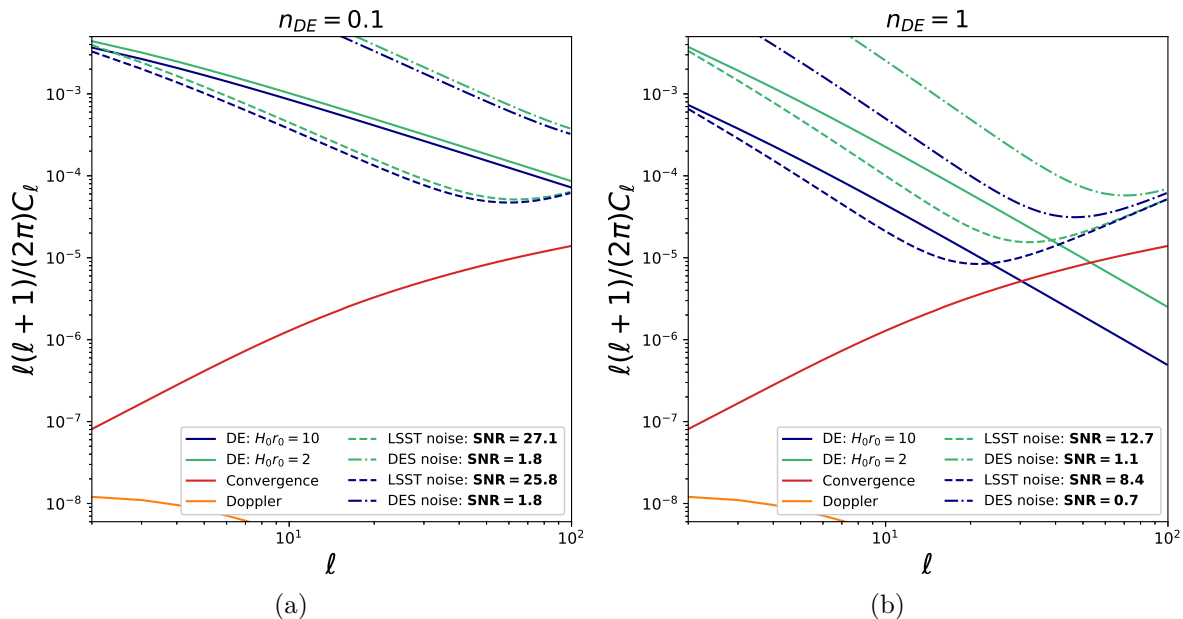 n_{DE} = 0.1
ℓ(ℓ + 1)/(2π)C_ℓ
10^{-3}
10^{-4}
10^{-5}
10^{-6}
10^{-7}
10^{-8}
DE: H_0r_0 = 10
DE: H_0r_0 = 2
Convergence
Doppler
LSST noise: SNR = 27.1
DES noise: SNR = 1.8
LSST noise: SNR = 25.8
DES noise: SNR = 1.8
10^1
10^2
ℓ
(a)
n_{DE} = 1
ℓ(ℓ + 1)/(2π)C_ℓ
10^{-3}
10^{-4}
10^{-5}
10^{-6}
10^{-7}
10^{-8}
DE: H_0r_0 = 10
DE: H_0r_0 = 2
Convergence
Doppler
LSST noise: SNR = 12.7
DES noise: SNR = 1.1
LSST noise: SNR = 8.4
DES noise: SNR = 0.7
10^1
10^2
ℓ
(b)